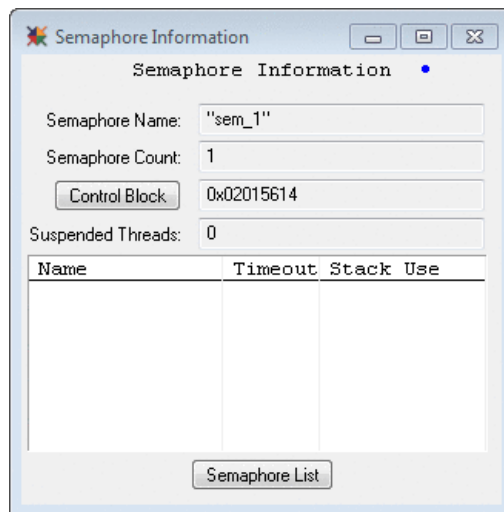 Semaphore Information
Semaphore Information
Semaphore Name: "sem_1"
Semaphore Count: 1
Control Block 0x02015614
Suspended Threads: 0
Name Timeout Stack Use
Semaphore List